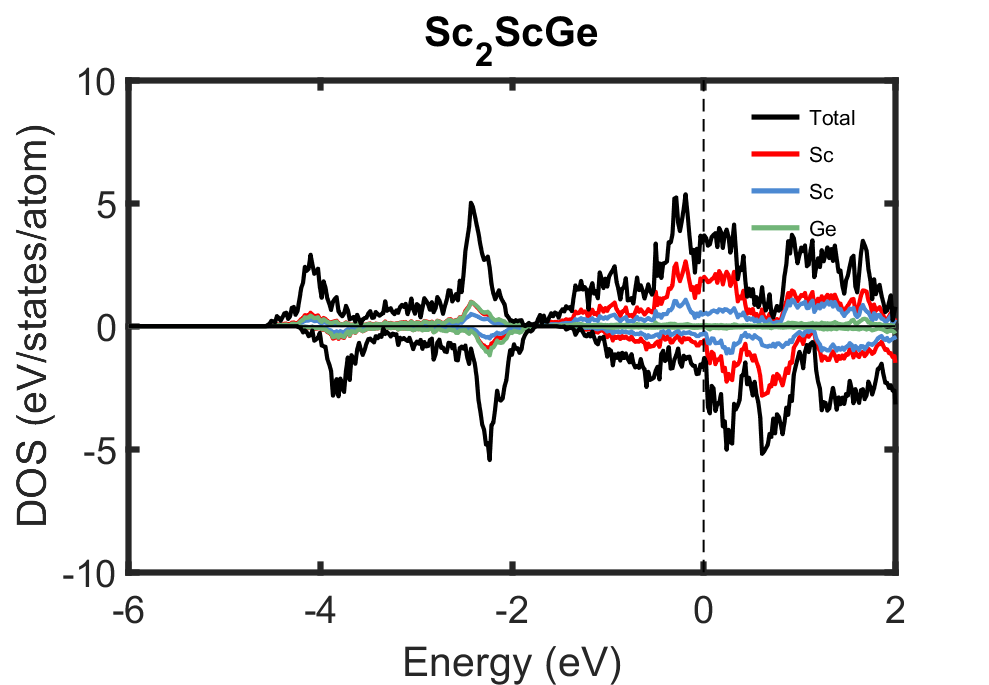 Sc₂ScGe
DOS (eV/states/atom)
10
5
0
-5
-10
Total
Sc
Sc
Ge
-6 -4 -2 0 2
Energy (eV)